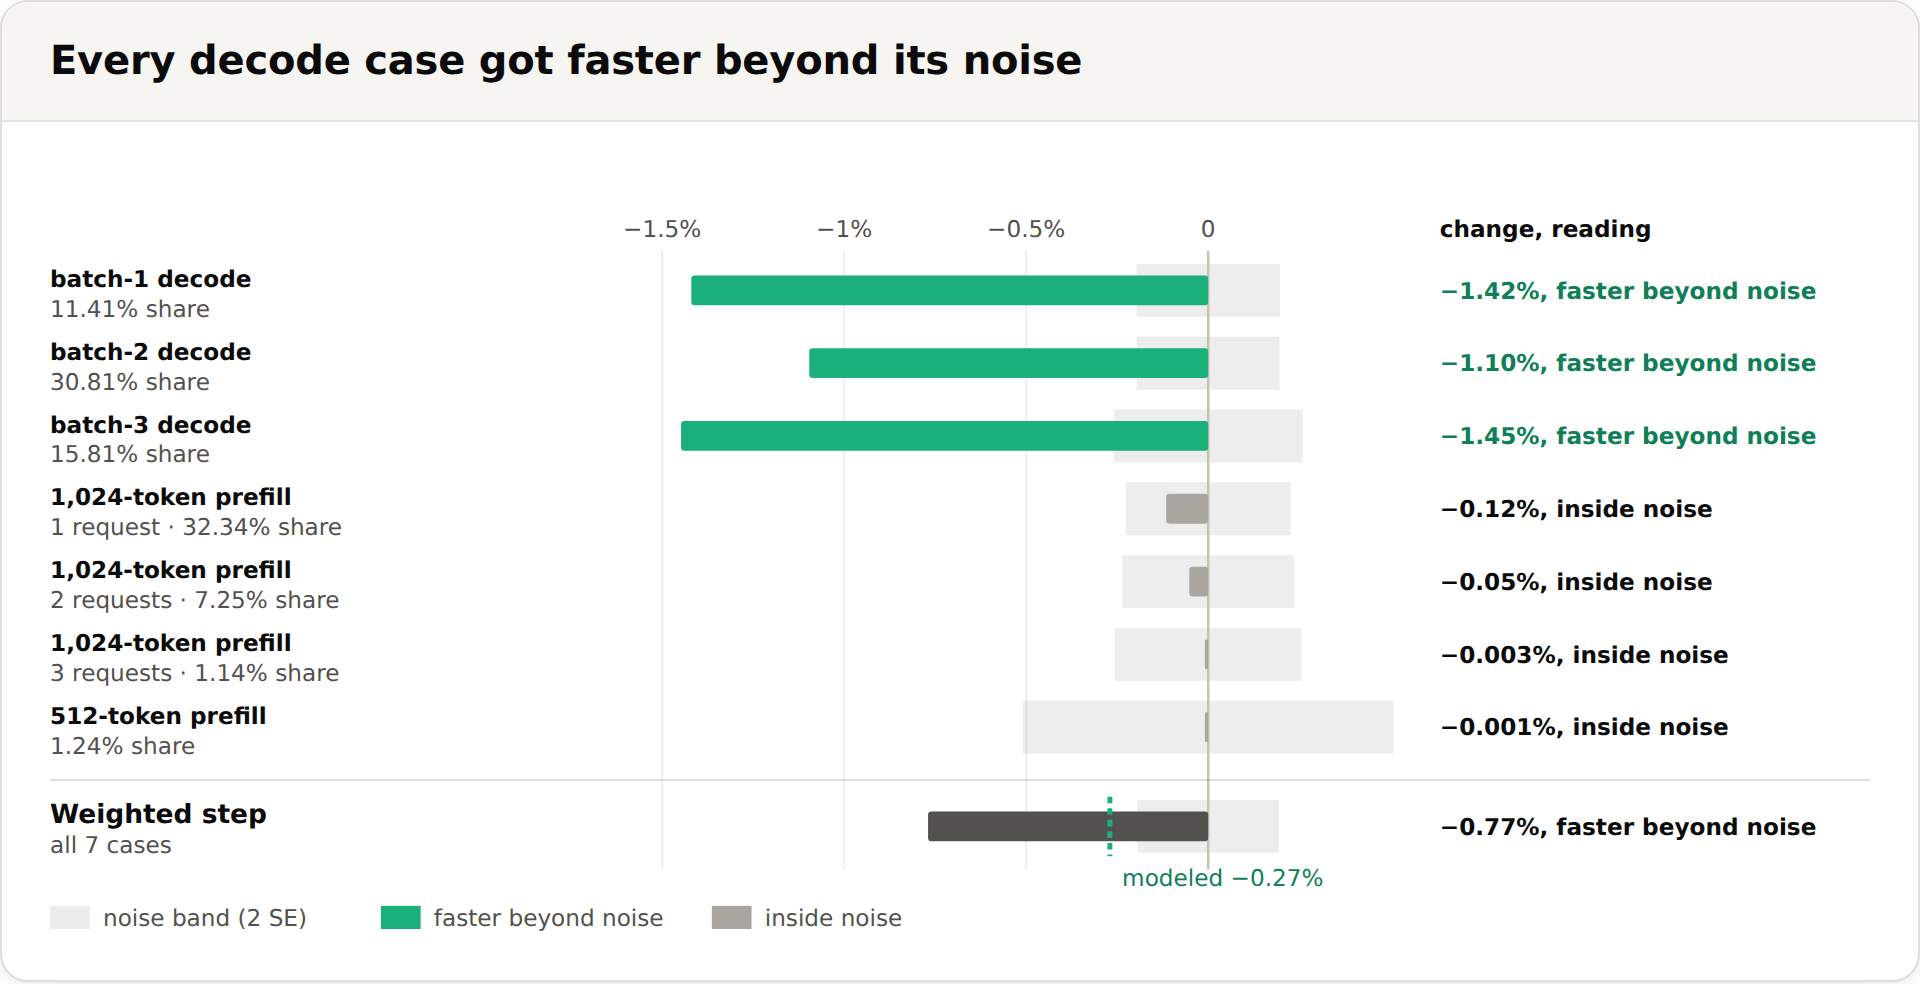 Every decode case got faster beyond its noise
−1.5% −1% −0.5% 0 change, reading
batch-1 decode
11.41% share
−1.42%, faster beyond noise
batch-2 decode
30.81% share
−1.10%, faster beyond noise
batch-3 decode
15.81% share
−1.45%, faster beyond noise
1,024-token prefill
1 request · 32.34% share
−0.12%, inside noise
1,024-token prefill
2 requests · 7.25% share
−0.05%, inside noise
1,024-token prefill
3 requests · 1.14% share
−0.003%, inside noise
512-token prefill
1.24% share
−0.001%, inside noise
Weighted step
all 7 cases
−0.77%, faster beyond noise
modeled −0.27%
noise band (2 SE) faster beyond noise inside noise